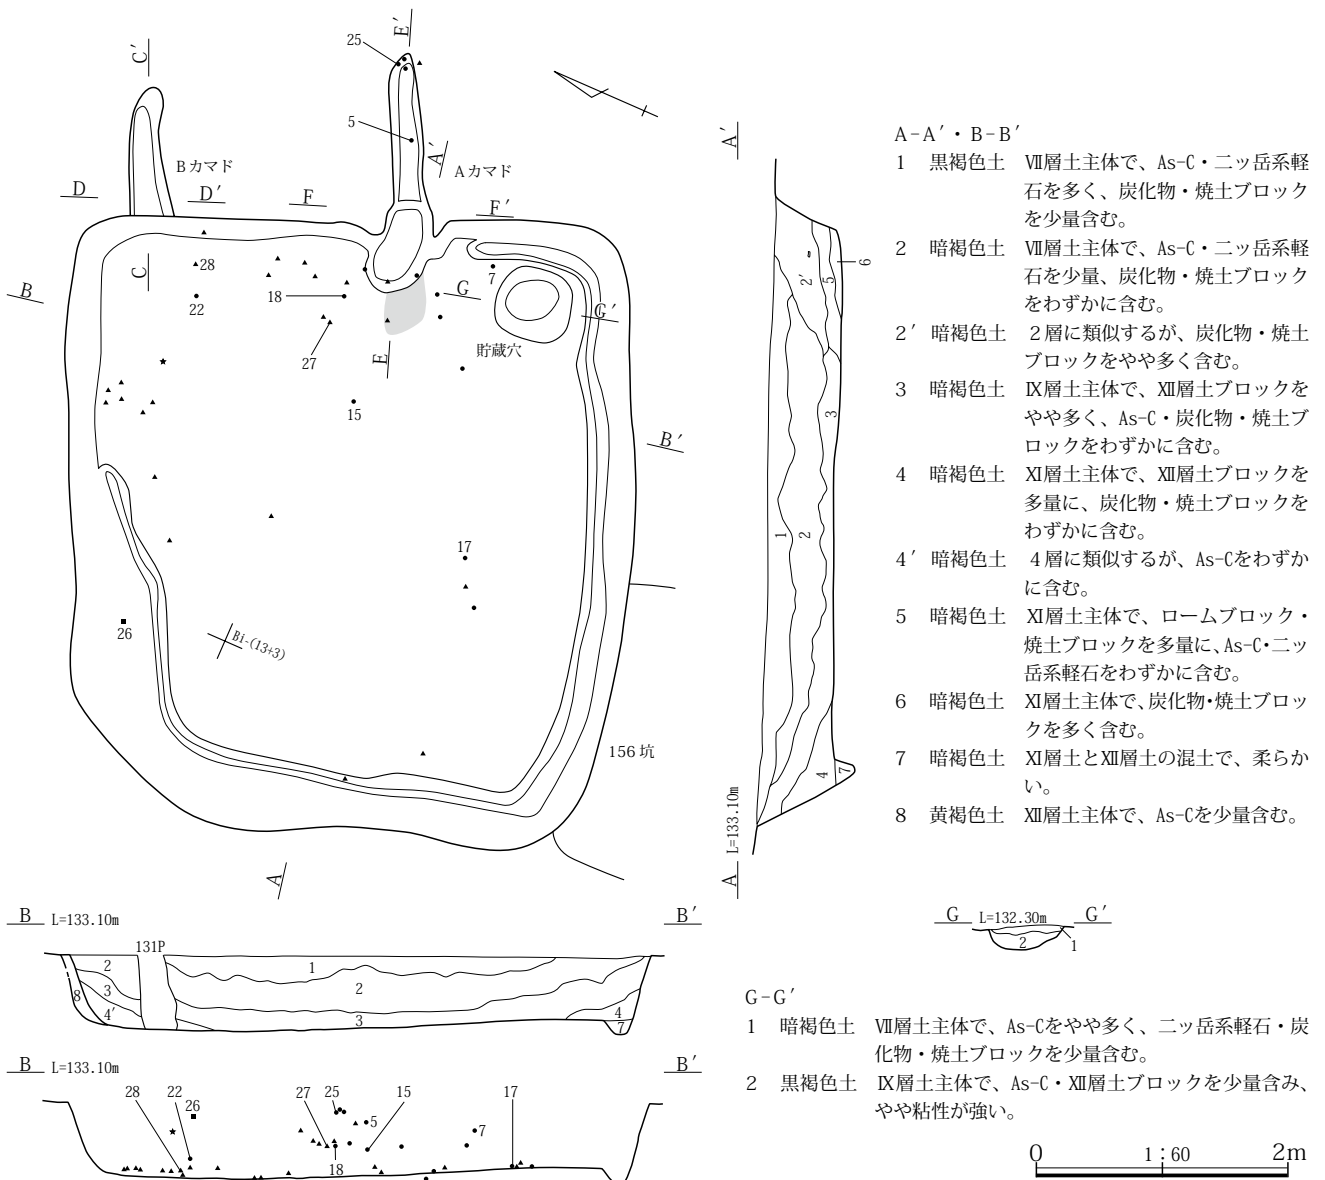 E′
25
C′
5
A′
Bカマド
Aカマド
D
D′
F
F′
C
28
B
22
18
7
G
G′
27
E
貯蔵穴
15
B′
17
26
Bi-(13+3)
156坑
A
A′
6
2′
5
3
1
2
4
7
L=133.10m
A
A-A′・B-B′
1 黒褐色土 Ⅶ層土主体で、As-C・二ッ岳系軽
石を多く、炭化物・焼土ブロック
を少量含む。
2 暗褐色土 Ⅶ層土主体で、As-C・二ッ岳系軽
石を少量、炭化物・焼土ブロック
をわずかに含む。
2′ 暗褐色土 2層に類似するが、炭化物・焼土
ブロックをやや多く含む。
3 暗褐色土 Ⅸ層土主体で、Ⅻ層土ブロックを
やや多く、As-C・炭化物・焼土ブ
ロックをわずかに含む。
4 暗褐色土 Ⅺ層土主体で、Ⅻ層土ブロックを
多量に、炭化物・焼土ブロックを
わずかに含む。
4′ 暗褐色土 4層に類似するが、As-Cをわずか
に含む。
5 暗褐色土 Ⅺ層土主体で、ロームブロック・
焼土ブロックを多量に、As-C・二ッ
岳系軽石をわずかに含む。
6 暗褐色土 Ⅺ層土主体で、炭化物・焼土ブロッ
クを多く含む。
7 暗褐色土 Ⅺ層土とⅫ層土の混土で、柔らか
い。
8 黄褐色土 Ⅻ層土主体で、As-Cを少量含む。
B L=133.10m B′
131P
2
1
2
3
8
4′
3
4
7
G L=132.30m G′
2
1
G-G′
1 暗褐色土 Ⅶ層土主体で、As-Cをやや多く、二ッ岳系軽石・炭
化物・焼土ブロックを少量含む。
2 黒褐色土 Ⅸ層土主体で、As-C・Ⅻ層土ブロックを少量含み、
やや粘性が強い。
B L=133.10m B′
28 22 26 27 25 15 17
5
7
18
0 1:60 2m